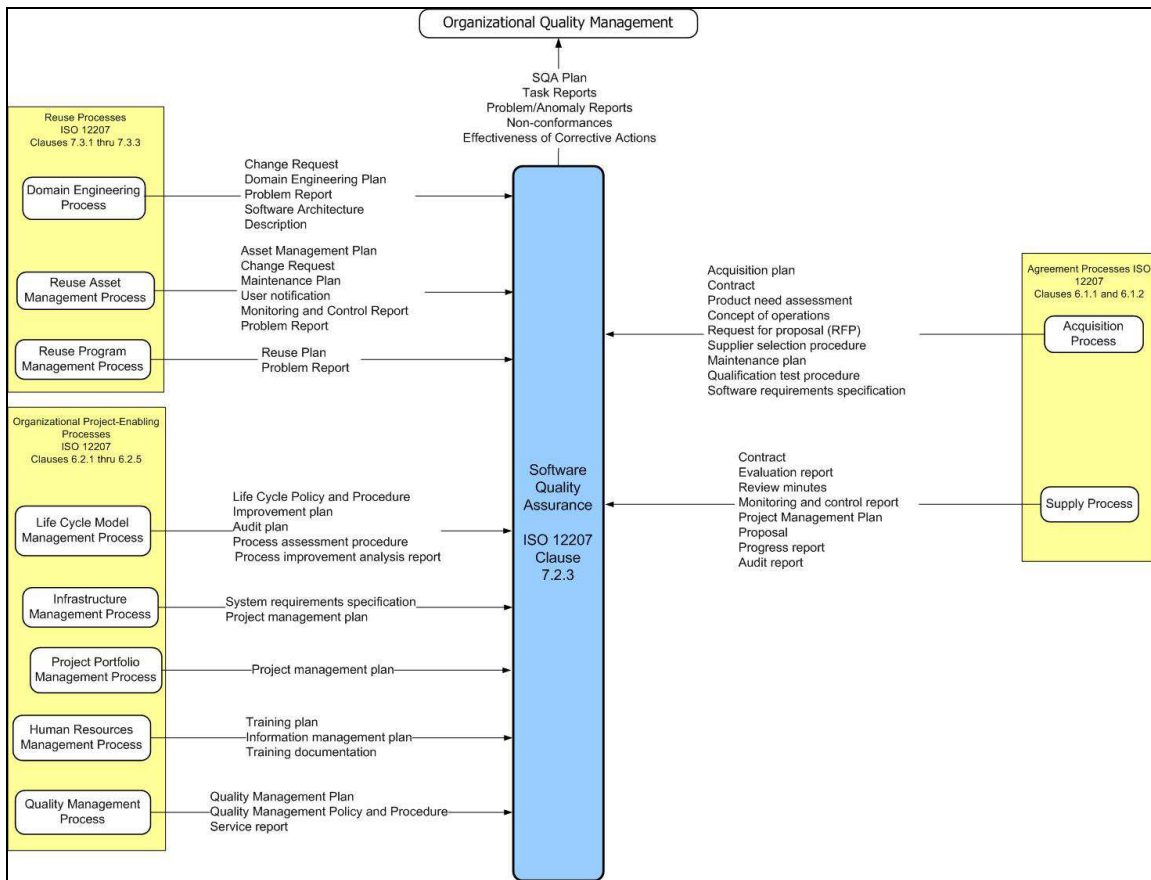 Organizational Quality Management
SQA Plan
Task Reports
Problem/Anomaly Reports
Non-conformances
Effectiveness of Corrective Actions
Reuse Processes
ISO 12207
Clauses 7.3.1 thru 7.3.3
Domain Engineering
Process
Change Request
Domain Engineering Plan
Problem Report
Software Architecture
Description
Reuse Asset
Management Process
Asset Management Plan
Change Request
Maintenance Plan
User notification
Monitoring and Control Report
Problem Report
Reuse Program
Management Process
Reuse Plan
Problem Report
Organizational Project-Enabling
Processes
ISO 12207
Clauses 6.2.1 thru 6.2.5
Life Cycle Model
Management Process
Life Cycle Policy and Procedure
Improvement plan
Audit plan
Process assessment procedure
Process improvement analysis report
Infrastructure
Management Process
System requirements specification
Project management plan
Project Portfolio
Management Process
Project management plan
Human Resources
Management Process
Training plan
Information management plan
Training documentation
Quality Management
Process
Quality Management Plan
Quality Management Policy and Procedure
Service report
Software
Quality
Assurance
ISO 12207
Clause
7.2.3
Acquisition plan
Contract
Product need assessment
Concept of operations
Request for proposal (RFP)
Supplier selection procedure
Maintenance plan
Qualification test procedure
Software requirements specification
Agreement Processes ISO
12207
Clauses 6.1.1 and 6.1.2
Acquisition
Process
Contract
Evaluation report
Review minutes
Monitoring and control report
Project Management Plan
Proposal
Progress report
Audit report
Supply Process